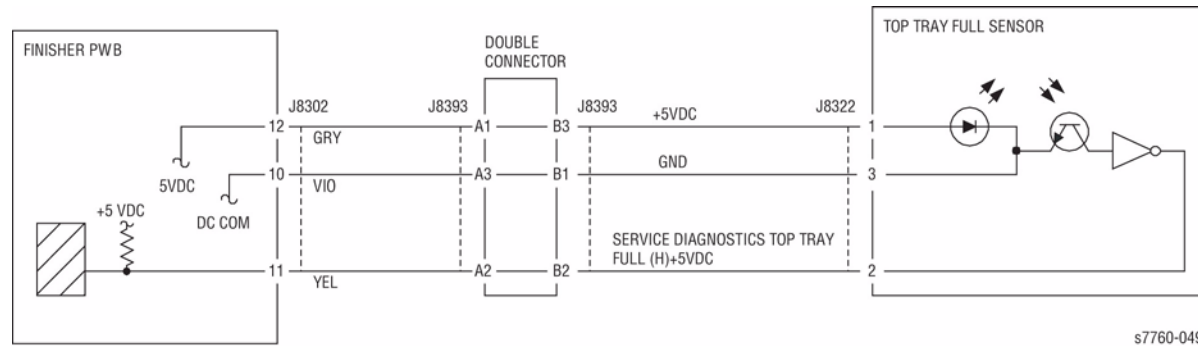 FINISHER PWB
DOUBLE
CONNECTOR
TOP TRAY FULL SENSOR
J8302
J8393
J8393
+5VDC
J8322
12
GRY
A1
B3
1
5VDC
10
VIO
A3
B1
GND
3
+5 VDC
DC COM
SERVICE DIAGNOSTICS TOP TRAY
FULL (H)+5VDC
11
YEL
A2
B2
2
s7760-049